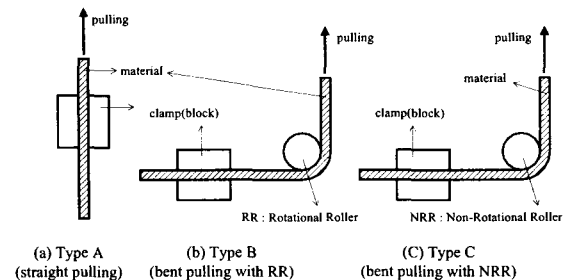 pulling
material
pulling
pulling
material
clamp(block)
clamp(block)
RR : Rotational Roller
NRR : Non-Rotational Roller
(a) Type A
(straight pulling)
(b) Type B
(bent pulling with RR)
(C) Type C
(bent pulling with NRR)